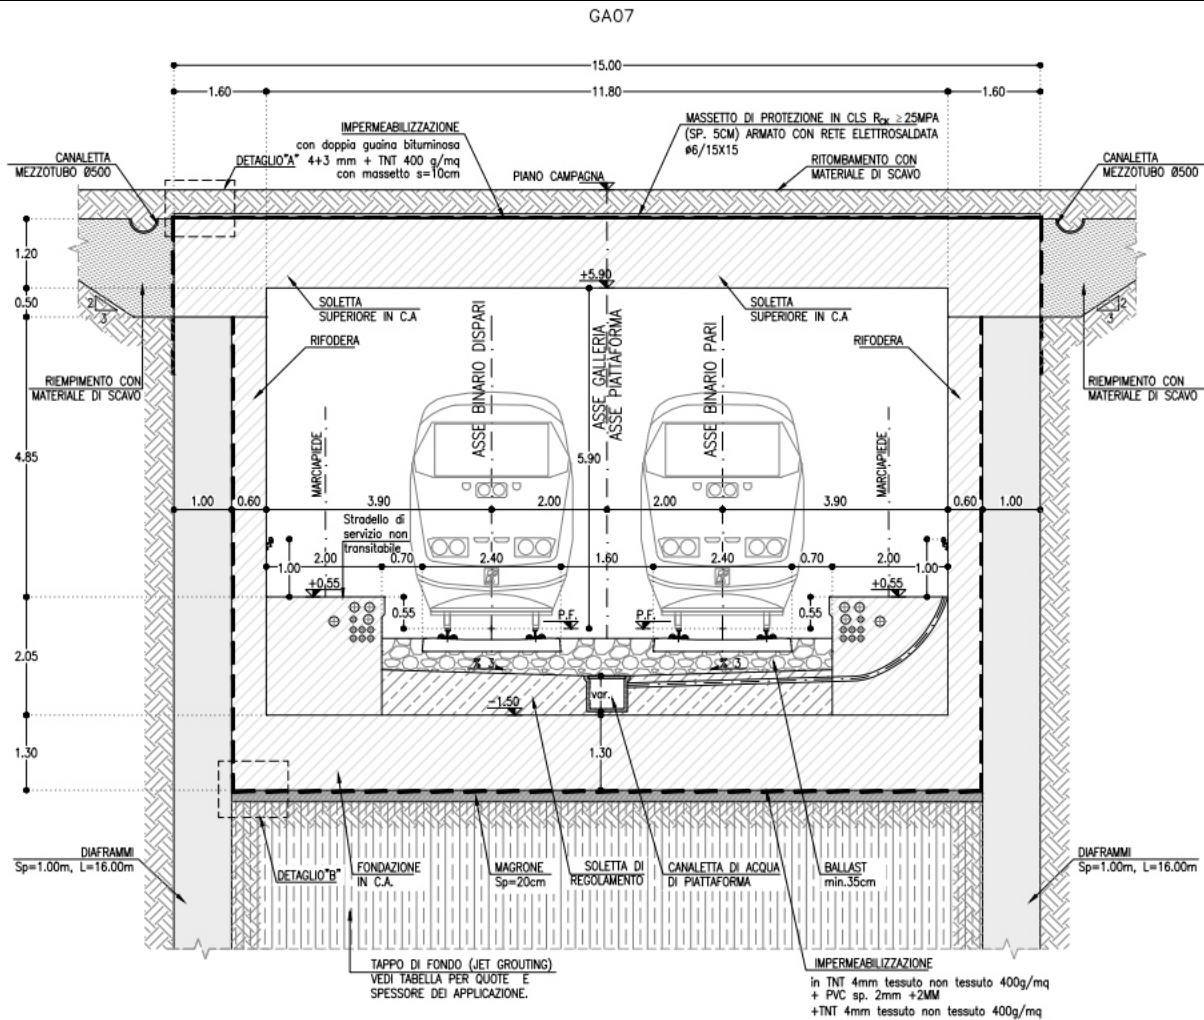 GA07
15.00
1.60
11.80
1.60
IMPERMEABILIZZAZIONE
con doppia guaina bituminosa
4+3 mm + TNT 400 g/mq
con massetto s=10cm
MASSETTO DI PROTEZIONE IN CLS RCK ≥25MPA
(SP. 5CM) ARMATO CON RETE ELETTROSALDATA
ø6/15X15
CANALETTA
MEZZOTUBO Ø500
DETAGLIO"A"
PIANO CAMPAGNA
RITOMBAMENTO CON
MATERIALE DI SCAVO
CANALETTA
MEZZOTUBO Ø500
1.20
+5.90
0.50
2
3
SOLETTA
SUPERIORE IN C.A
SOLETTA
SUPERIORE IN C.A
2
3
RIFODERA
RIFODERA
ASSE BINARIO DISPARI
ASSE GALLERIA
ASSE PIATTAFORMA
ASSE BINARIO PARI
RIEMPIMENTO CON
MATERIALE DI SCAVO
RIEMPIMENTO CON
MATERIALE DI SCAVO
4.85
MARCIAPIEDE
5.90
MARCIAPIEDE
1.00
0.60
3.90
2.00
2.00
3.90
0.60
1.00
Stradello di
servizio non
transitabile
1.00
2.00
0.70
2.40
1.60
2.40
0.70
2.00
1.00
+0.55
+0.55
0.55
P.F.
P.F.
0.55
2.05
% 3
% 3
var.
-1.50
1.30
1.30
DIAFRAMMI
Sp=1.00m, L=16.00m
DETAGLIO"B"
FONDAZIONE
IN C.A.
MAGRONE
Sp=20cm
SOLETTA DI
REGOLAMENTO
CANALETTA DI ACQUA
DI PIATTAFORMA
BALLAST
min.35cm
DIAFRAMMI
Sp=1.00m, L=16.00m
TAPPO DI FONDO (JET GROUTING)
VEDI TABELLA PER QUOTE E
SPESSORE DEI APPLICAZIONE.
IMPERMEABILIZZAZIONE
in TNT 4mm tessuto non tessuto 400g/mq
+ PVC sp. 2mm +2MM
+TNT 4mm tessuto non tessuto 400g/mq